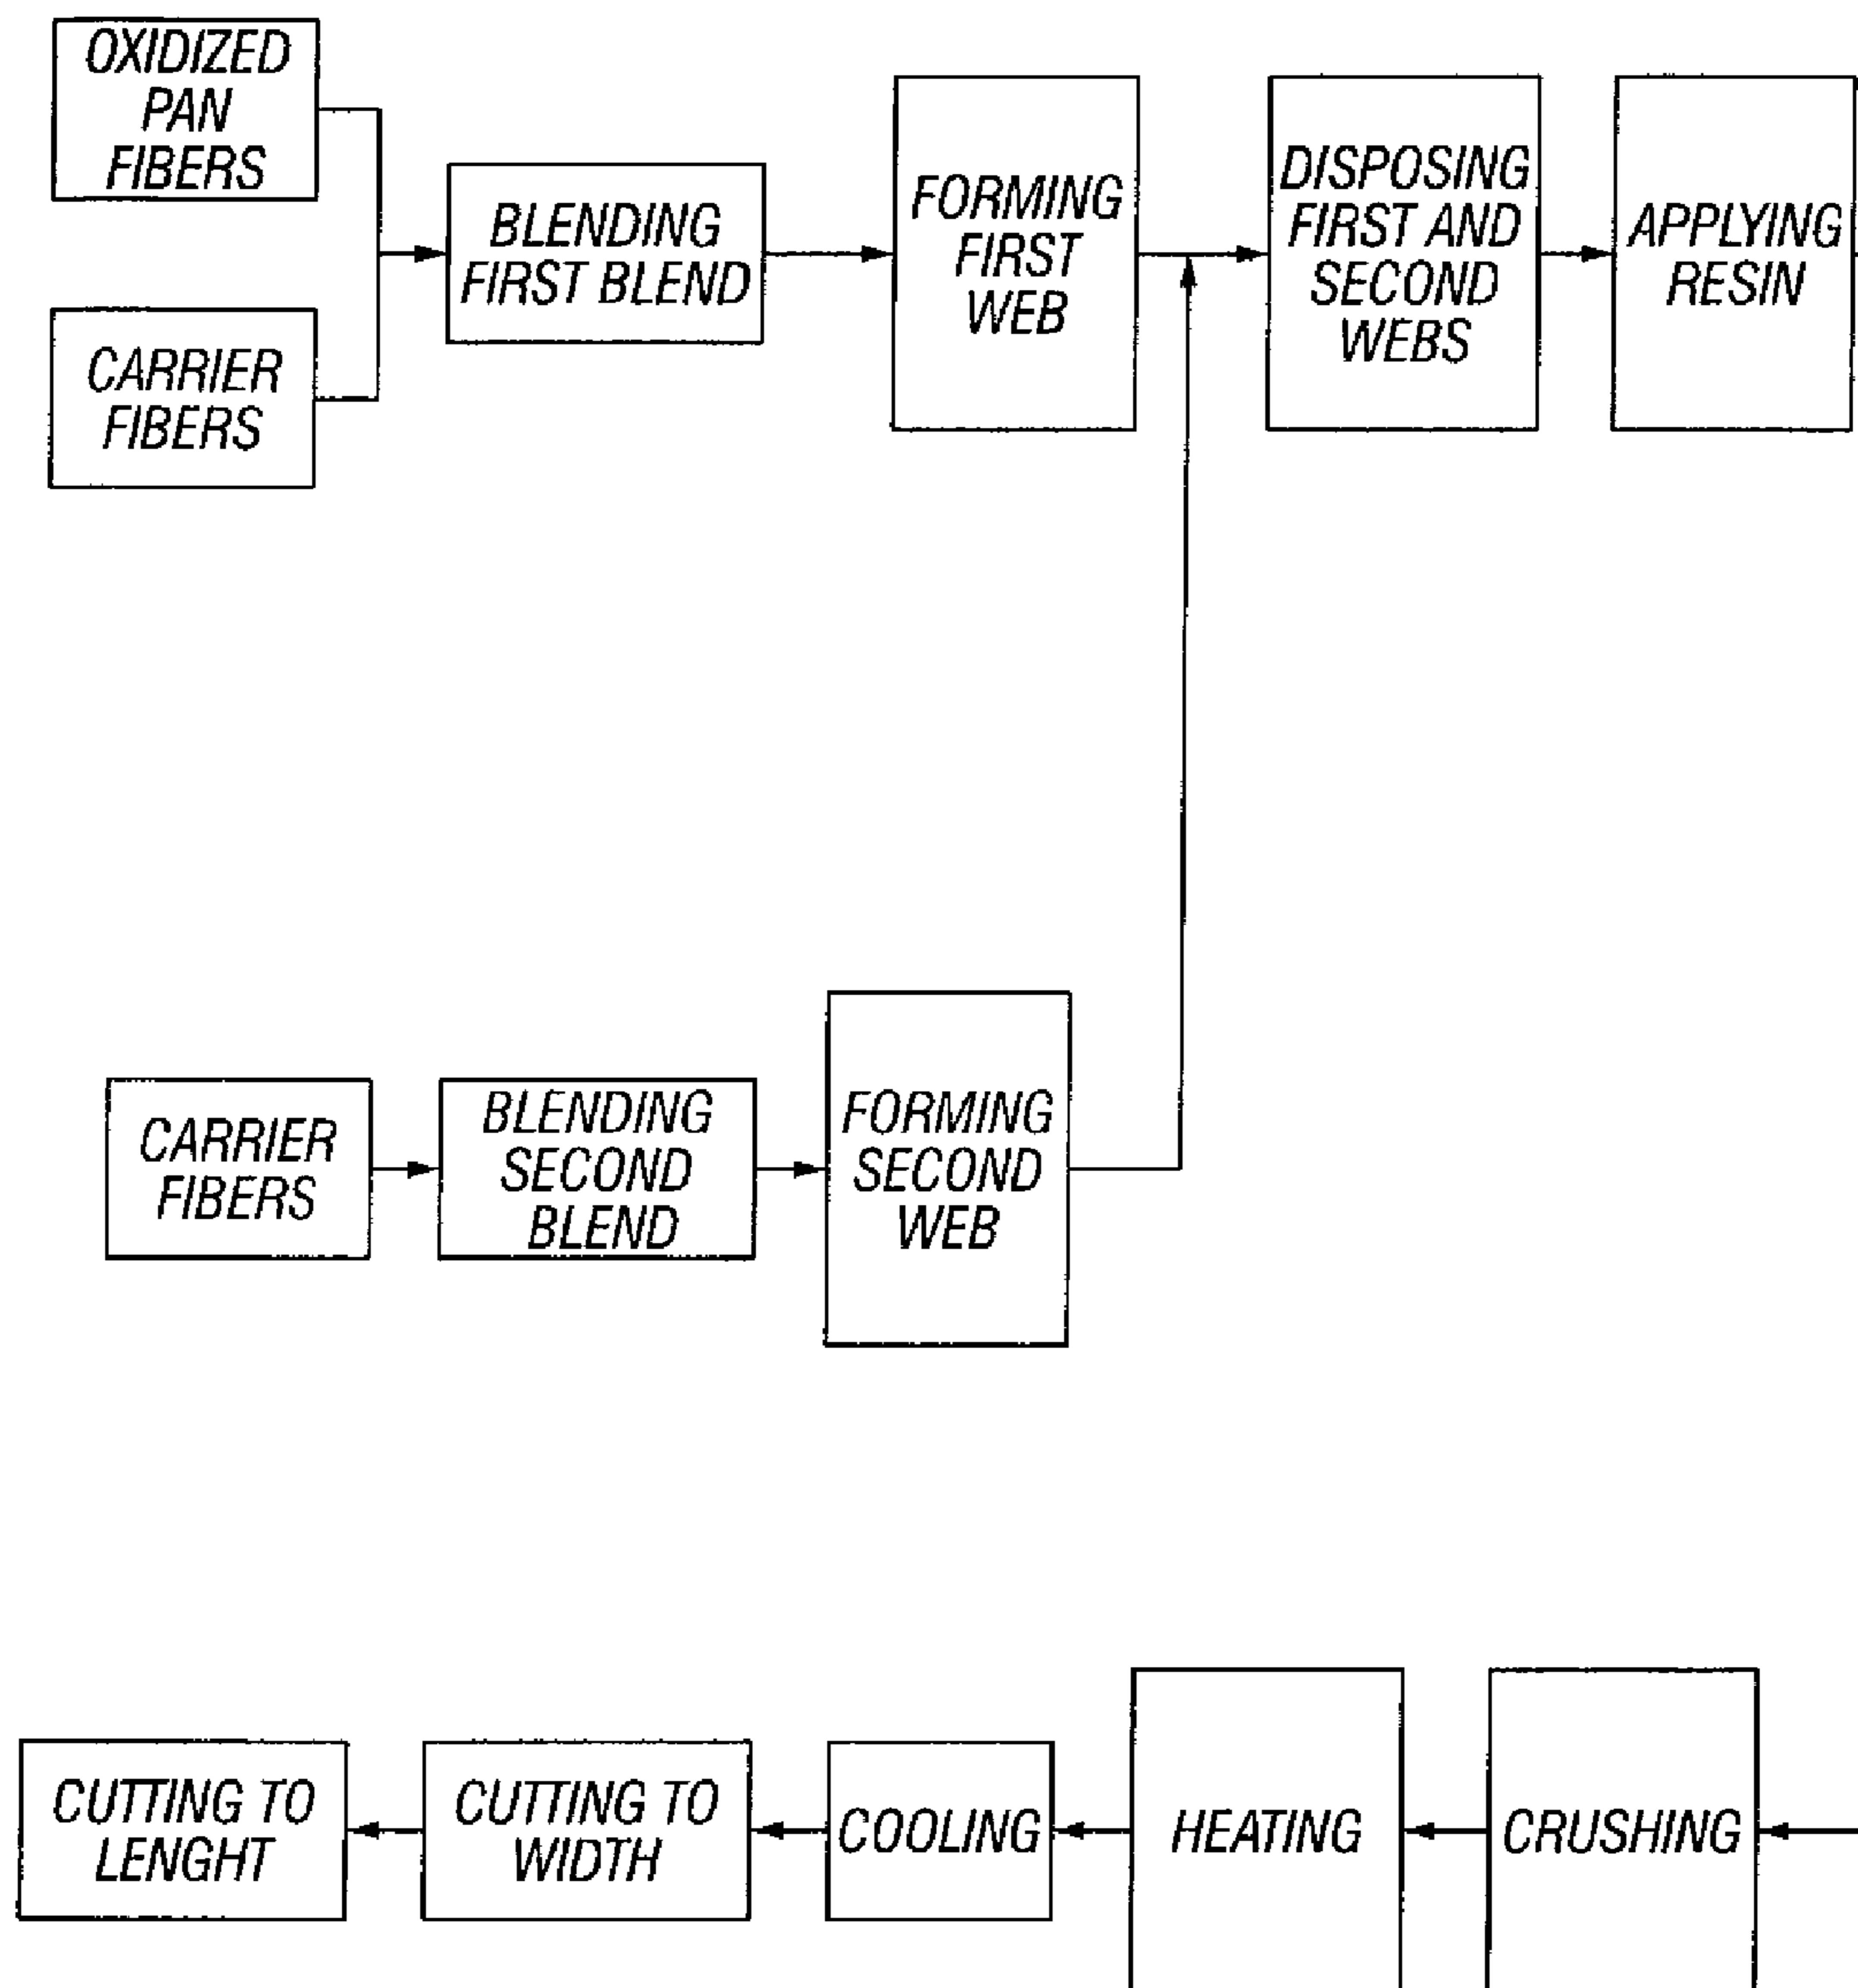 OXIDIZED
PAN
FIBERS
CARRIER
FIBERS
BLENDING
FIRST BLEND
FORMING
FIRST
WEB
DISPOSING
FIRST AND
SECOND
WEBS
APPLYING
RESIN
CARRIER
FIBERS
BLENDING
SECOND
BLEND
FORMING
SECOND
WEB
CRUSHING
HEATING
COOLING
CUTTING TO
WIDTH
CUTTING TO
LENGHT